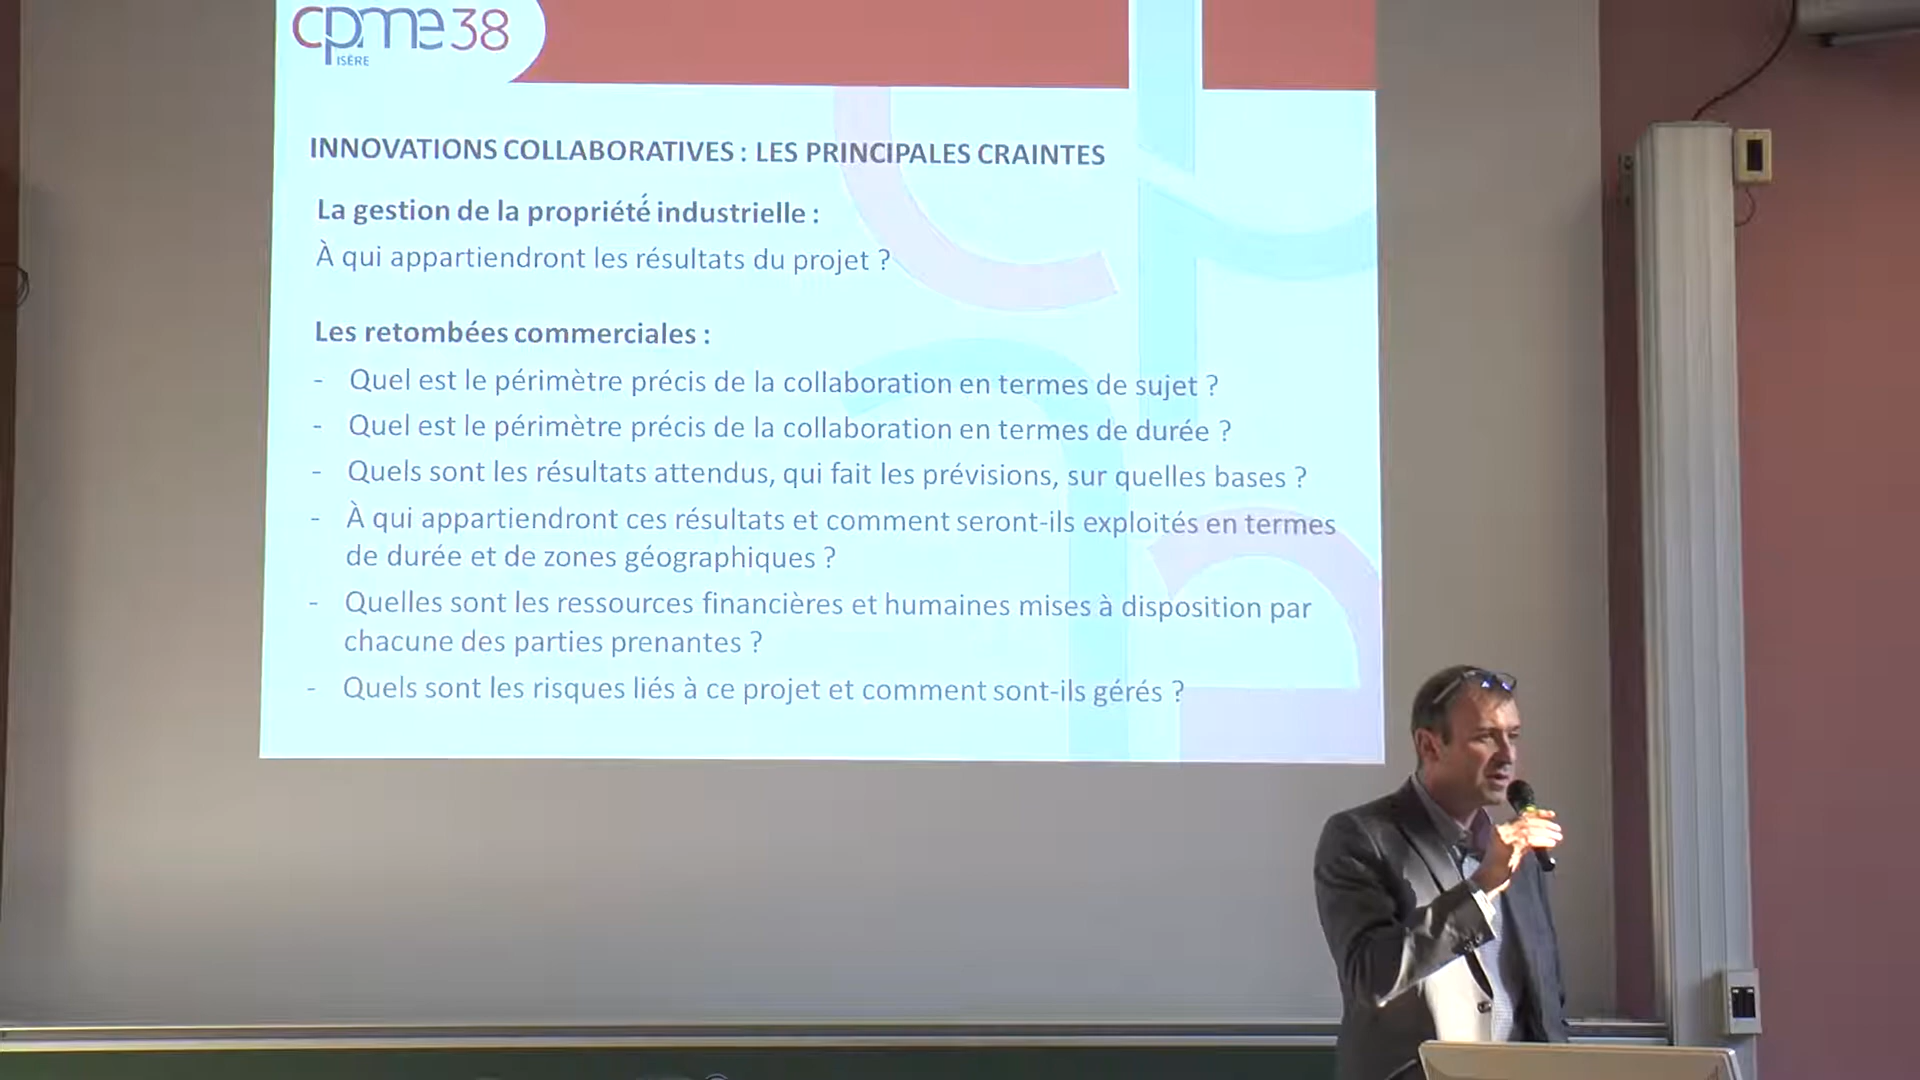 cpme38
ISÈRE
INNOVATIONS COLLABORATIVES : LES PRINCIPALES CRAINTES
La gestion de la propriété industrielle :
À qui appartiendront les résultats du projet ?
Les retombées commerciales :
- Quel est le périmètre précis de la collaboration en termes de sujet ?
- Quel est le périmètre précis de la collaboration en termes de durée ?
- Quels sont les résultats attendus, qui fait les prévisions, sur quelles bases ?
- À qui appartiendront ces résultats et comment seront-ils exploités en termes
de durée et de zones géographiques ?
- Quelles sont les ressources financières et humaines mises à disposition par
chacune des parties prenantes ?
- Quels sont les risques liés à ce projet et comment sont-ils gérés ?